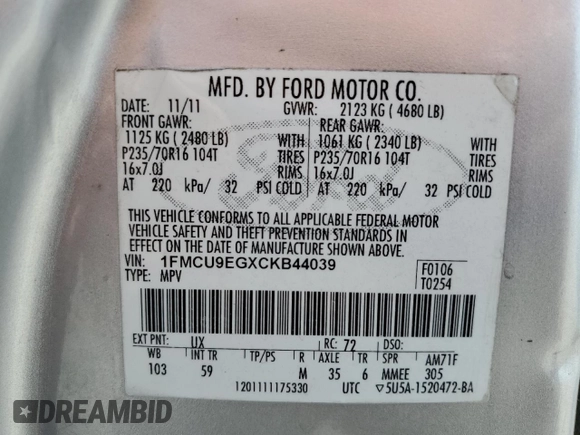 MFD. BY FORD MOTOR CO.
DATE: 11/11 GVWR: 2123 KG ( 4680 LB)
FRONT GAWR: REAR GAWR:
1125 KG ( 2480 LB) WITH 1061 KG ( 2340 LB) WITH
P235/70R16 104T TIRES P235/70R16 104T TIRES
16x7.0J RIMS 16x7.0J RIMS
AT 220 kPa/ 32 PSI COLD AT 220 kPa/ 32 PSI COLD
Ford
THIS VEHICLE CONFORMS TO ALL APPLICABLE FEDERAL MOTOR
VEHICLE SAFETY AND THEFT PREVENTION STANDARDS IN
EFFECT ON THE DATE OF MANUFACTURE SHOWN ABOVE.
VIN: 1FMCU9EGXCKB44039 F0106
TYPE: MPV T0254
EXT PNT: UX RC: 72 DSO:
WB INT TR TP/PS R AXLE TR SPR AM71F
103 59 M 35 6 MMEE 305
1201111175330 UTC ▽5U5A-1520472-BA
DREAMBID